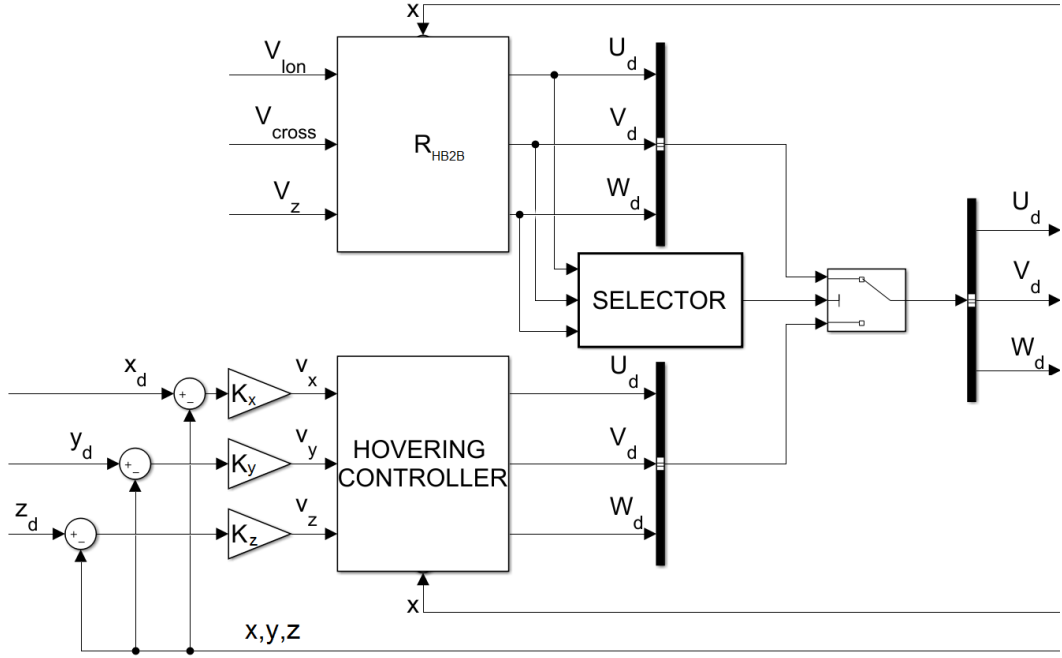 x
V_lon
V_cross
V_z
R_HB2B
U_d
V_d
W_d
SELECTOR
U_d
V_d
W_d
x_d
y_d
z_d
+
−
+
−
+
−
K_x
K_y
K_z
v_x
v_y
v_z
HOVERING
CONTROLLER
U_d
V_d
W_d
x
x,y,z